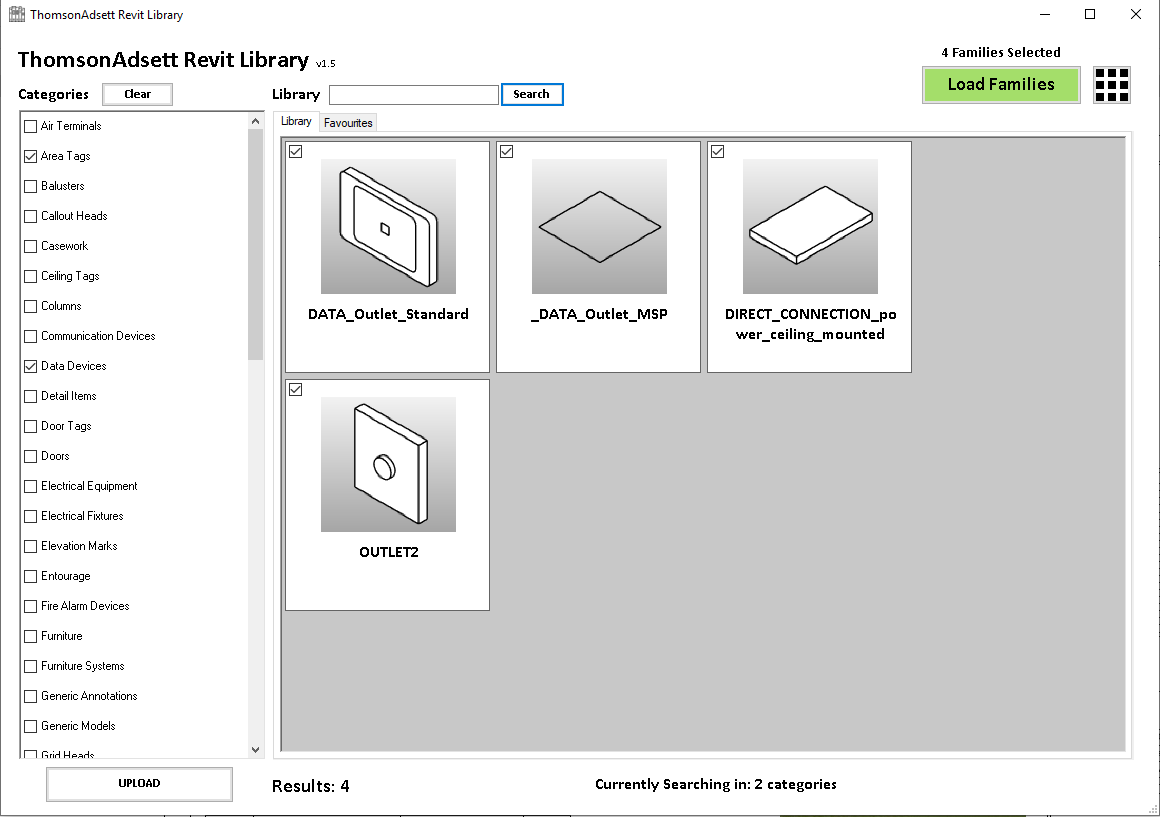 ThomsonAdsett Revit Library
ThomsonAdsett Revit Library v1.5
4 Families Selected
Load Families
Categories
Clear
Library
Search
Library
Favourites
Air Terminals
Area Tags
Balusters
Callout Heads
Casework
Ceiling Tags
Columns
Communication Devices
Data Devices
Detail Items
Door Tags
Doors
Electrical Equipment
Electrical Fixtures
Elevation Marks
Entourage
Fire Alarm Devices
Furniture
Furniture Systems
Generic Annotations
Generic Models
Grid Heads
DATA_Outlet_Standard
_DATA_Outlet_MSP
DIRECT_CONNECTION_po
wer_ceiling_mounted
OUTLET2
UPLOAD
Results: 4
Currently Searching in: 2 categories